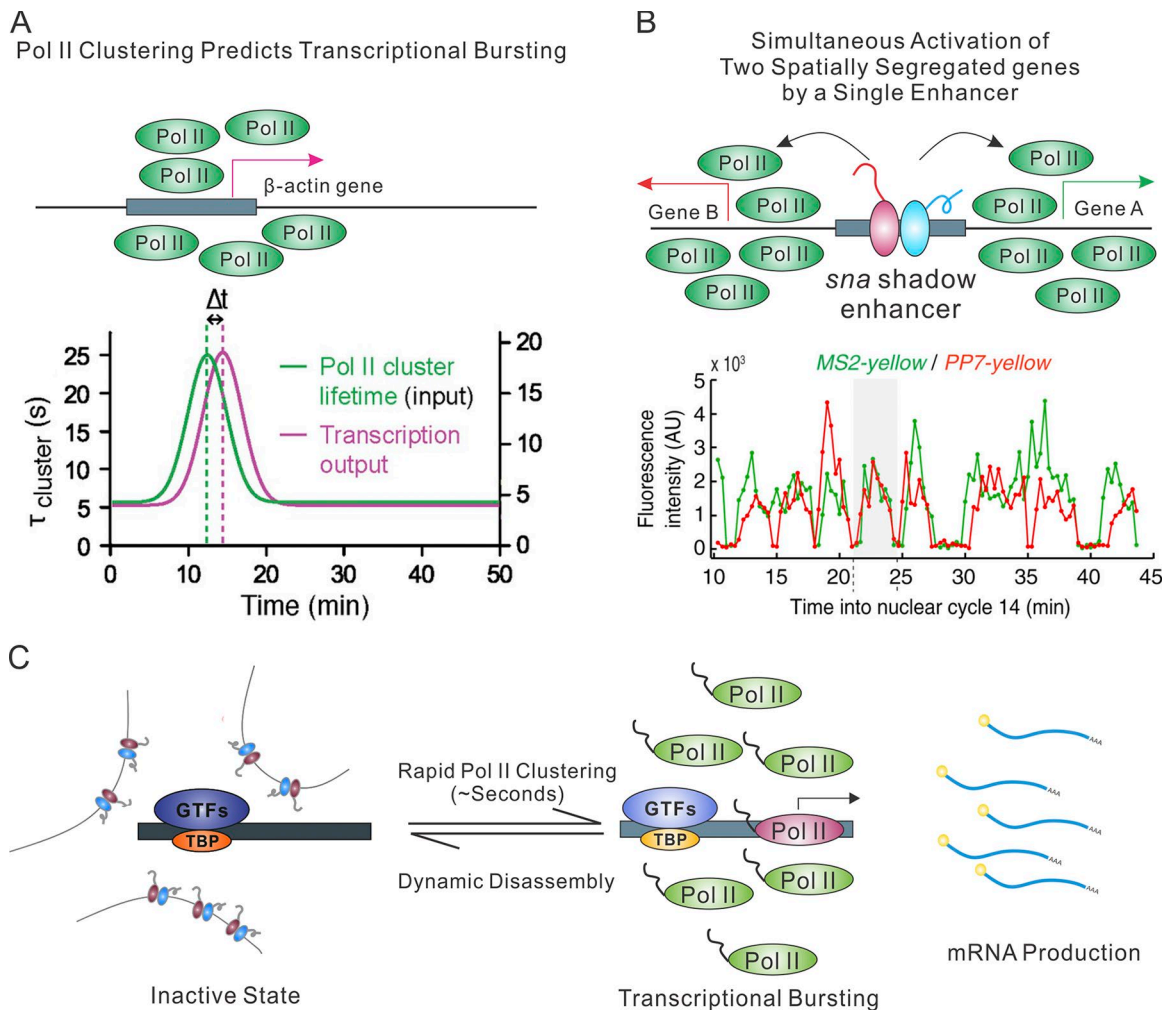 A
Pol II Clustering Predicts Transcriptional Bursting
Pol II
Pol II
Pol II
β-actin gene
Pol II
Pol II
Pol II
Δt
25
20
15
10
5
0
τ cluster (s)
20
15
10
5
0
Pol II cluster
lifetime (input)
Transcription
output
0 10 20 30 40 50
Time (min)
B
Simultaneous Activation of
Two Spatially Segregated genes
by a Single Enhancer
Pol II
Pol II
Pol II
Pol II
Gene B
Gene A
Pol II
Pol II
Pol II
Pol II
Pol II
Pol II
sna shadow
enhancer
x 10³
MS2-yellow / PP7-yellow
5
4
3
2
1
0
Fluorescence
intensity (AU)
10 15 20 25 30 35 40 45
Time into nuclear cycle 14 (min)
C
GTFs
TBP
Inactive State
Rapid Pol II Clustering
(~Seconds)
Dynamic Disassembly
Pol II
Pol II
Pol II
GTFs
TBP
Pol II
Pol II
Pol II
Pol II
Transcriptional Bursting
AAA
AAA
AAA
AAA
AAA
mRNA Production